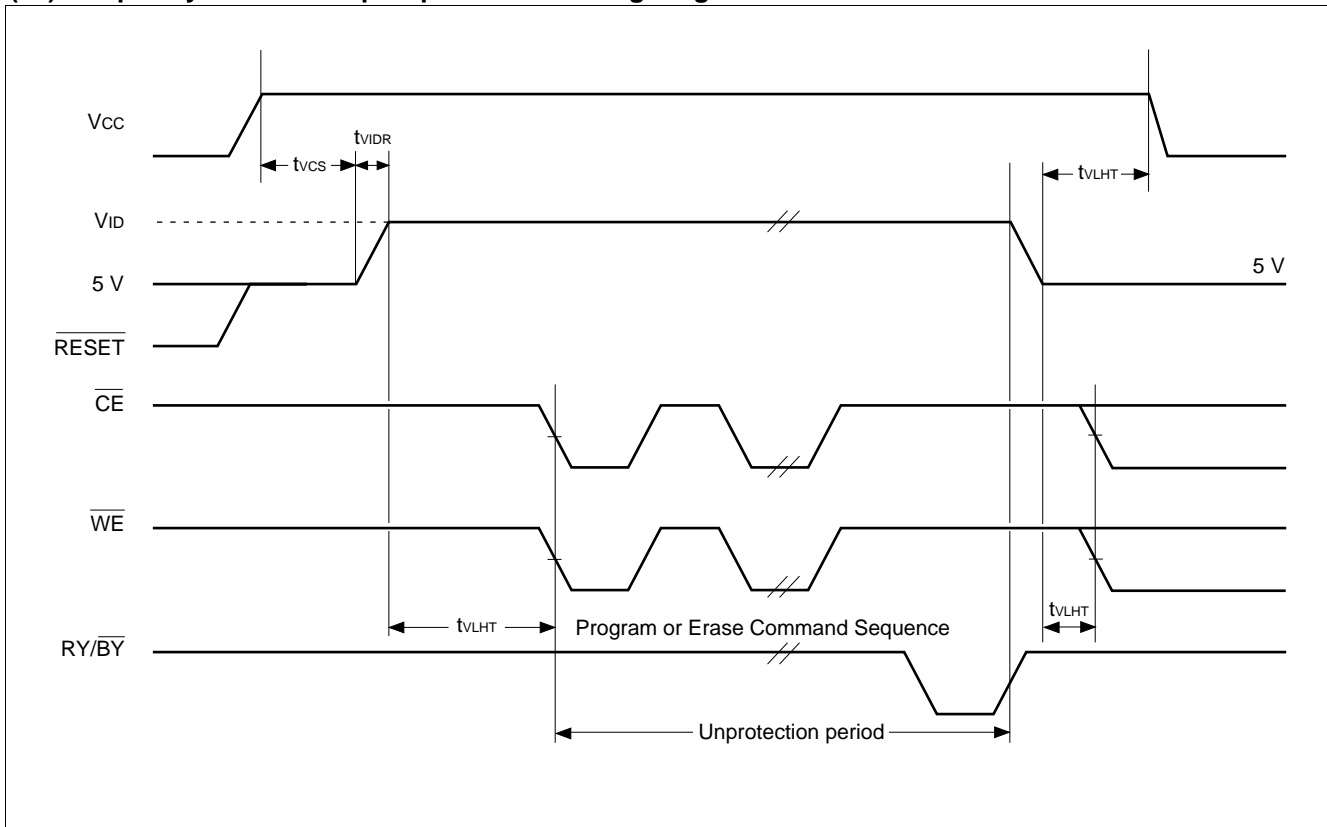 VCC
tVIDR
tVCS
tVLHT
VID
5 V
5 V
RESET
CE
WE
tVLHT
Program or Erase Command Sequence
tVLHT
RY/BY
Unprotection period